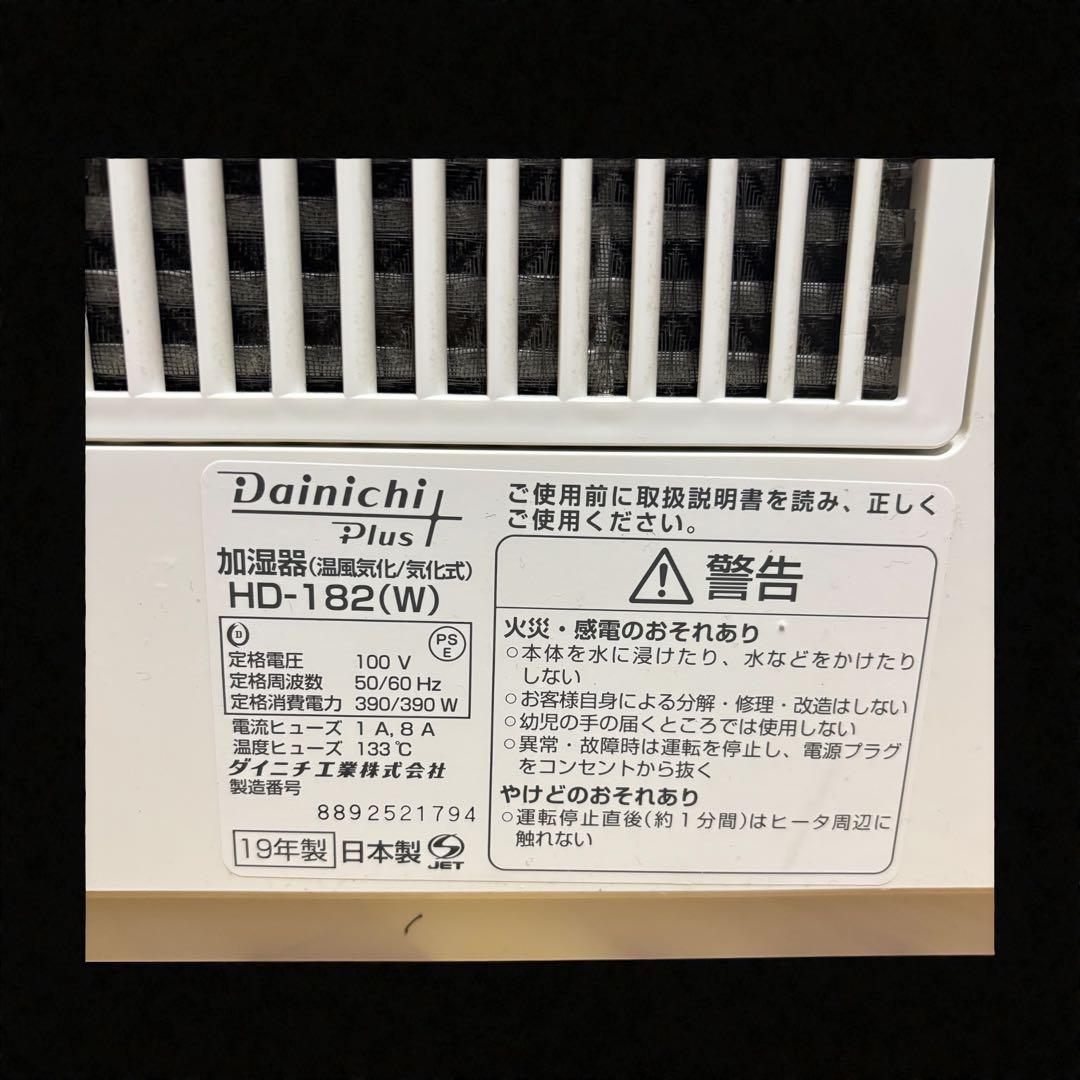 Dainichi
Plus
加湿器(温風気化/気化式)
HD-182(W)
D
PS
E
定格電圧 100 V
定格周波数 50/60 Hz
定格消費電力 390/390 W
電流ヒューズ 1 A, 8 A
温度ヒューズ 133℃
ダイニチ工業株式会社
製造番号
8892521794
19年製 日本製 JET
ご使用前に取扱説明書を読み、正しく
ご使用ください。
警告
火災・感電のおそれあり
○本体を水に浸けたり、水などをかけたり
しない
○お客様自身による分解・修理・改造はしない
○幼児の手の届くところでは使用しない
○異常・故障時は運転を停止し、電源プラグ
をコンセントから抜く
やけどのおそれあり
○運転停止直後(約1分間)はヒータ周辺に
触れない